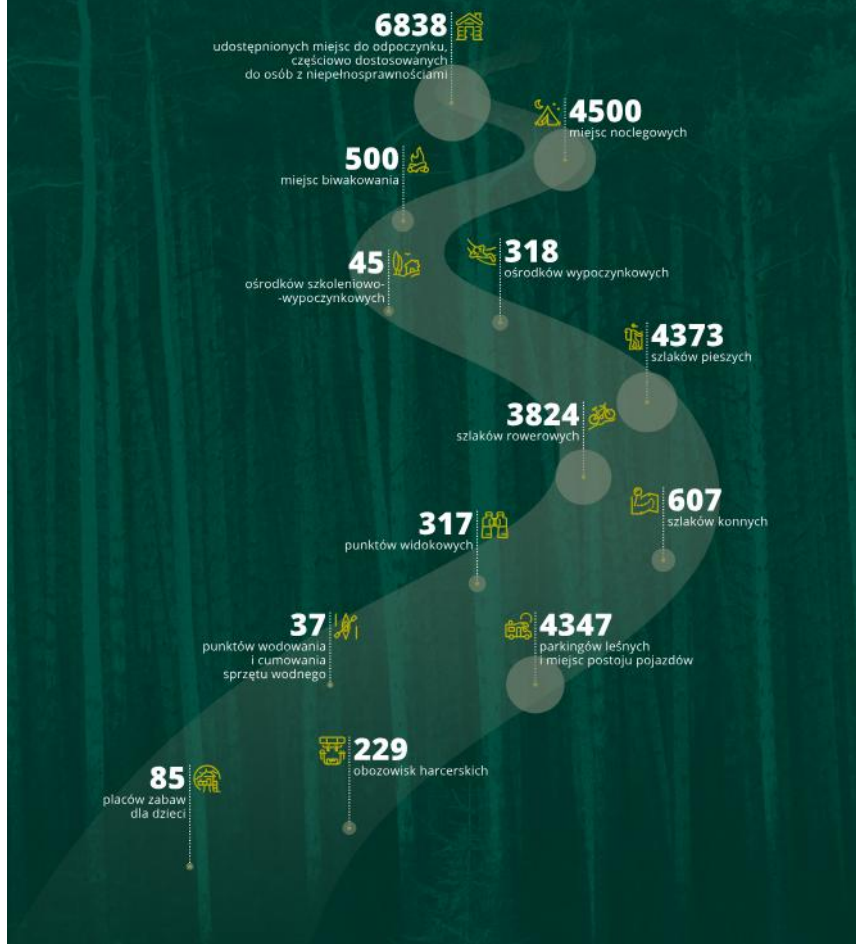 6838
udostępnionych miejsc do odpoczynku,
częściowo dostosowanych
do osób z niepełnosprawnościami
4500
miejsc noclegowych
500
miejsc biwakowania
318
ośrodków wypoczynkowych
45
ośrodków szkoleniowo-
-wypoczynkowych
4373
szlaków pieszych
3824
szlaków rowerowych
607
szlaków konnych
317
punktów widokowych
37
punktów wodowania
i cumowania
sprzętu wodnego
4347
parkingów leśnych
i miejsc postoju pojazdów
229
obozowisk harcerskich
85
placów zabaw
dla dzieci